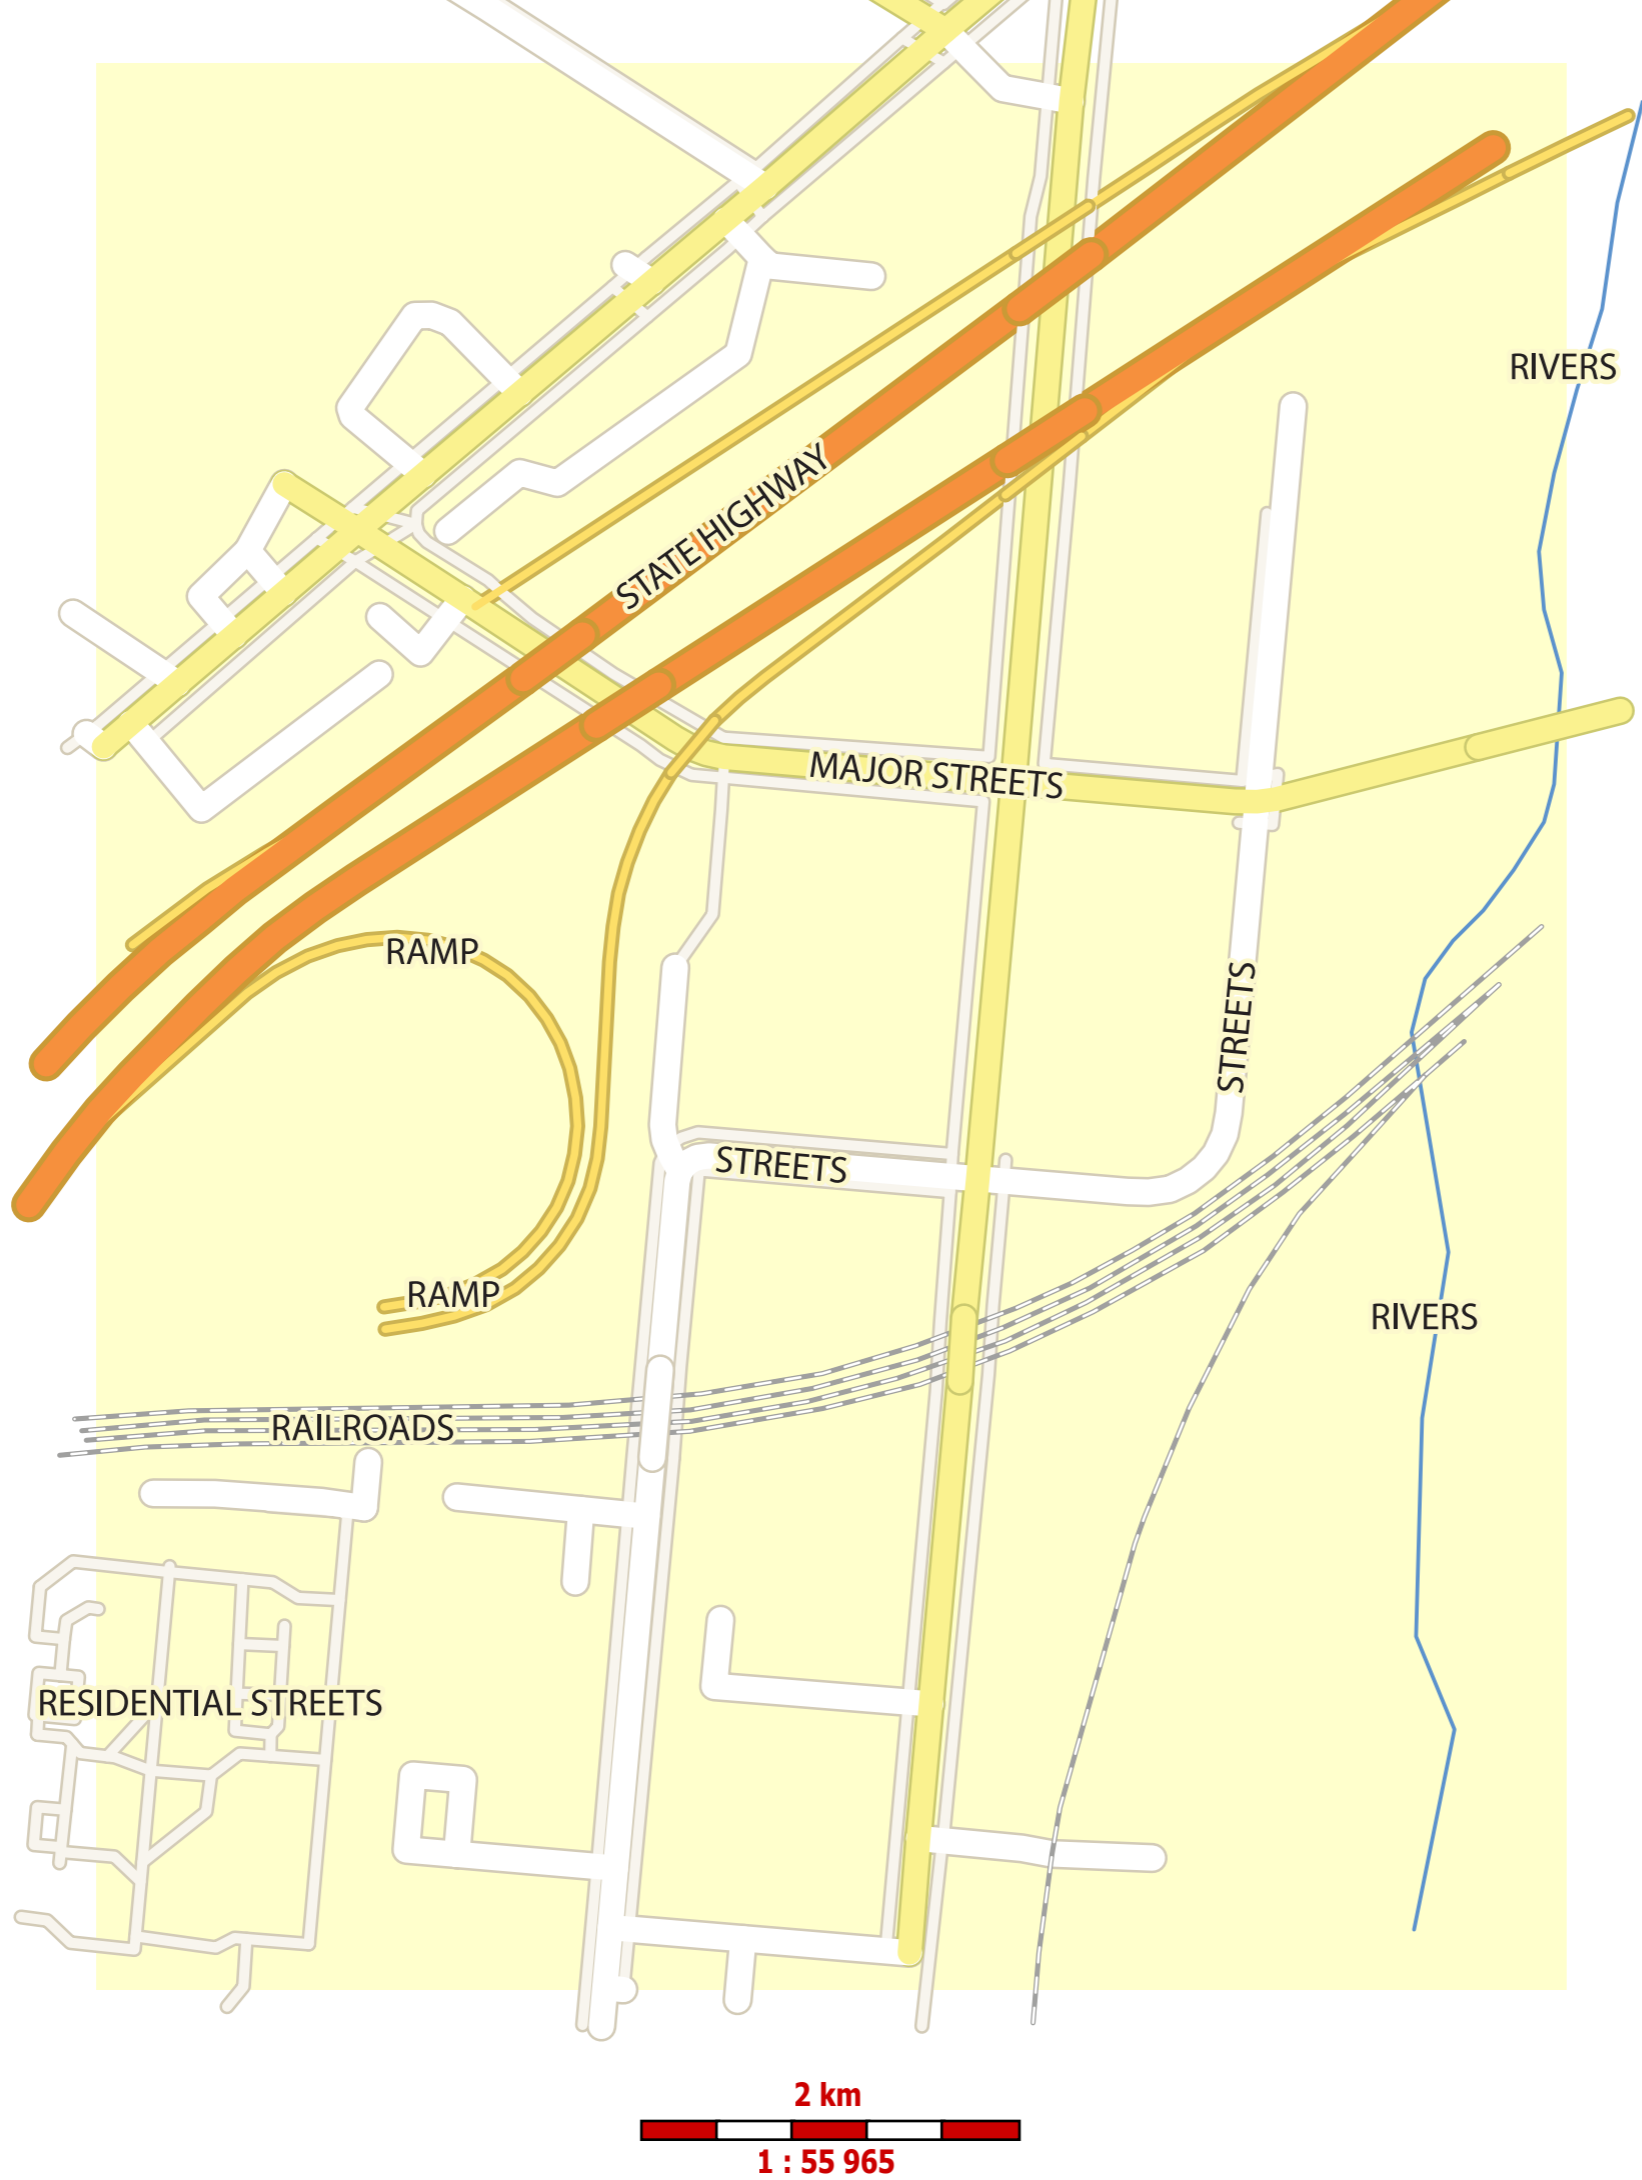 RIVERS
STATE HIGHWAY
MAJOR STREETS
RAMP
STREETS
STREETS
RAMP
RIVERS
RAILROADS
RESIDENTIAL STREETS
2 km
1 : 55 965